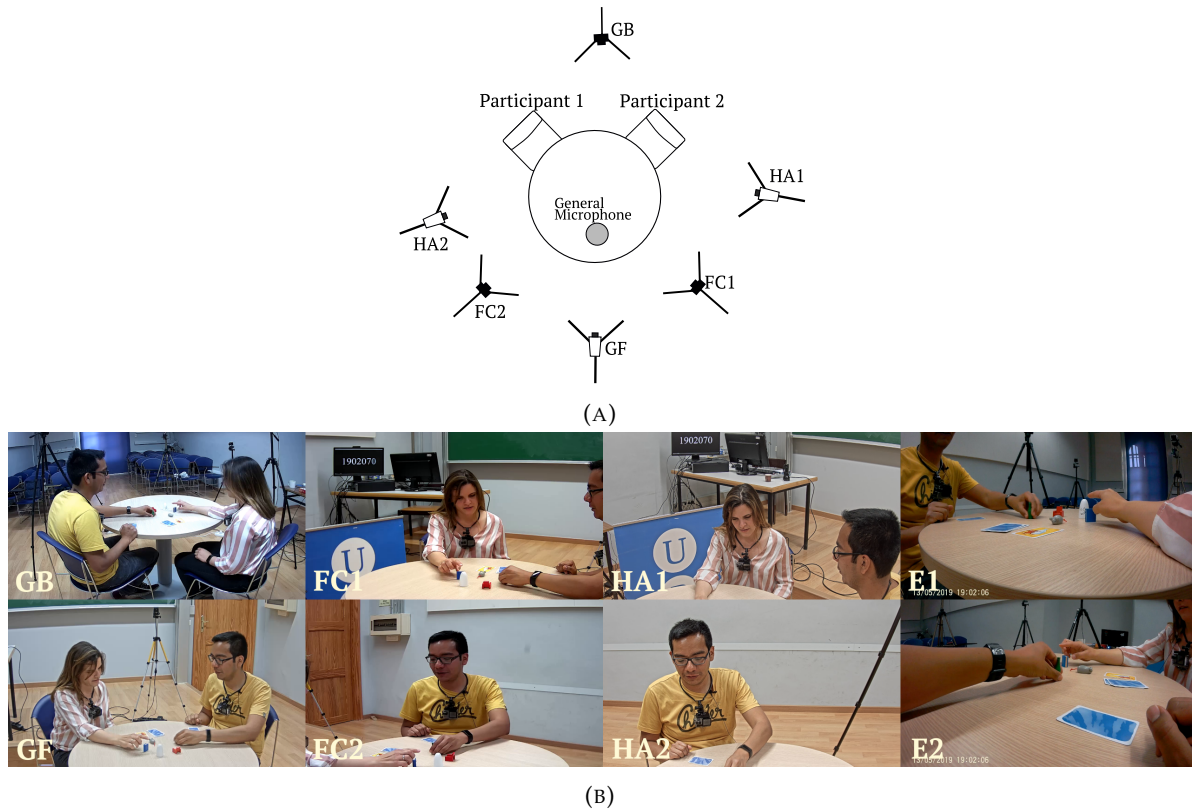 GB
Participant 1
Participant 2
HA1
General
Microphone
HA2
FC1
FC2
GF
(A)
1902070
1902070
U
U
GB
FC1
HA1
E1
13/05/2019 19:02:06
GF
FC2
HA2
E2
13/05/2019 19:02:06
(B)